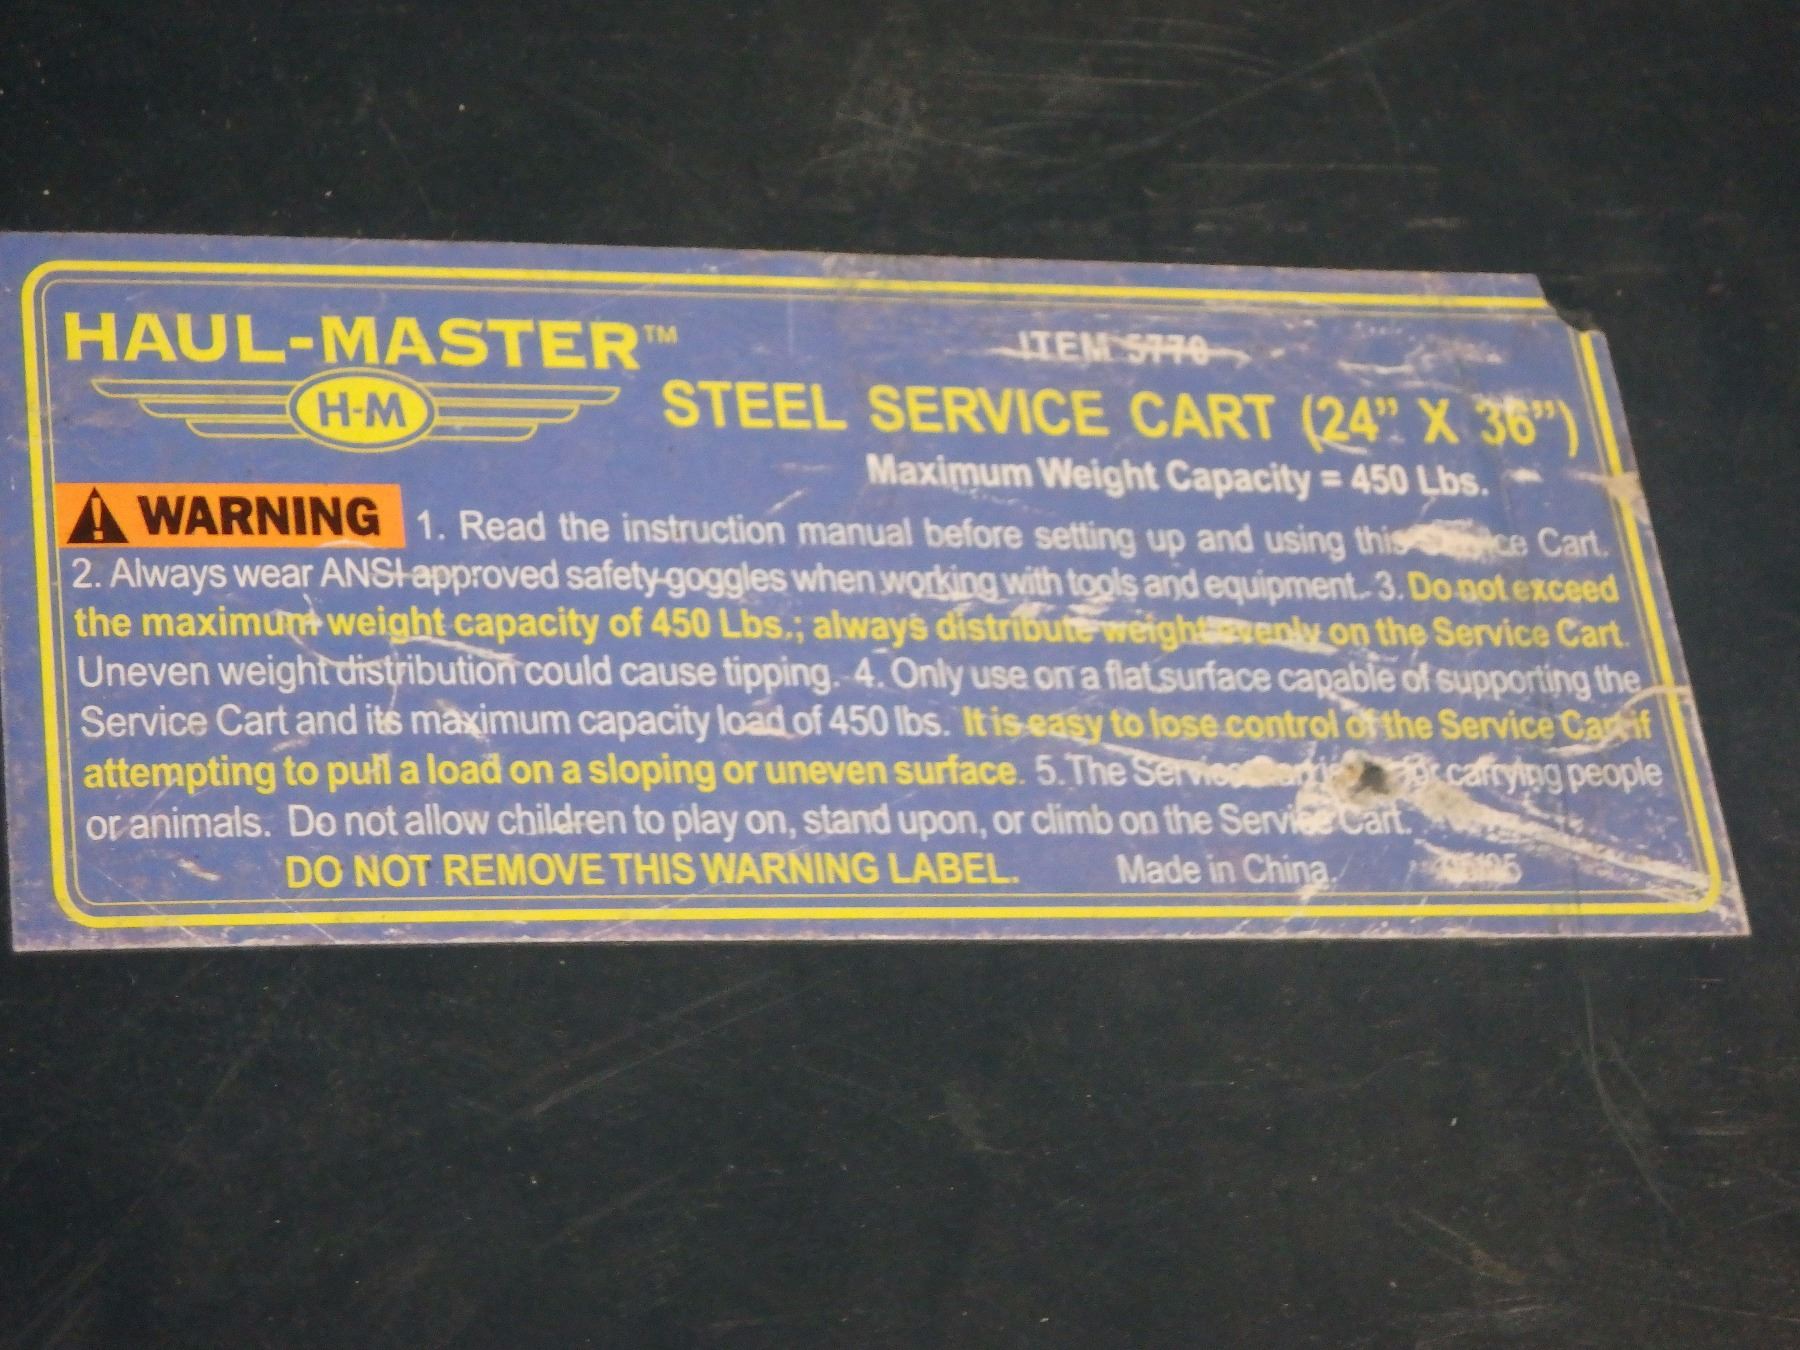 HAUL-MASTER™
ITEM 5770
H-M
STEEL SERVICE CART (24" X 36")
Maximum Weight Capacity = 450 Lbs.
WARNING 1. Read the instruction manual before setting up and using this Cart.
2. Always wear ANSI-approved safety goggles when working with tools and equipment. 3. Do not exceed
the maximum weight capacity of 450 Lbs.; always distribute weight evenly on the Service Cart.
Uneven weight distribution could cause tipping. 4. Only use on a flat surface capable of supporting the
Service Cart and its maximum capacity load of 450 lbs. It is easy to lose control of the Service Cart if
attempting to pull a load on a sloping or uneven surface. 5. The Service for carrying people
or animals. Do not allow children to play on, stand upon, or climb on the Service Cart.
DO NOT REMOVE THIS WARNING LABEL. Made in China.